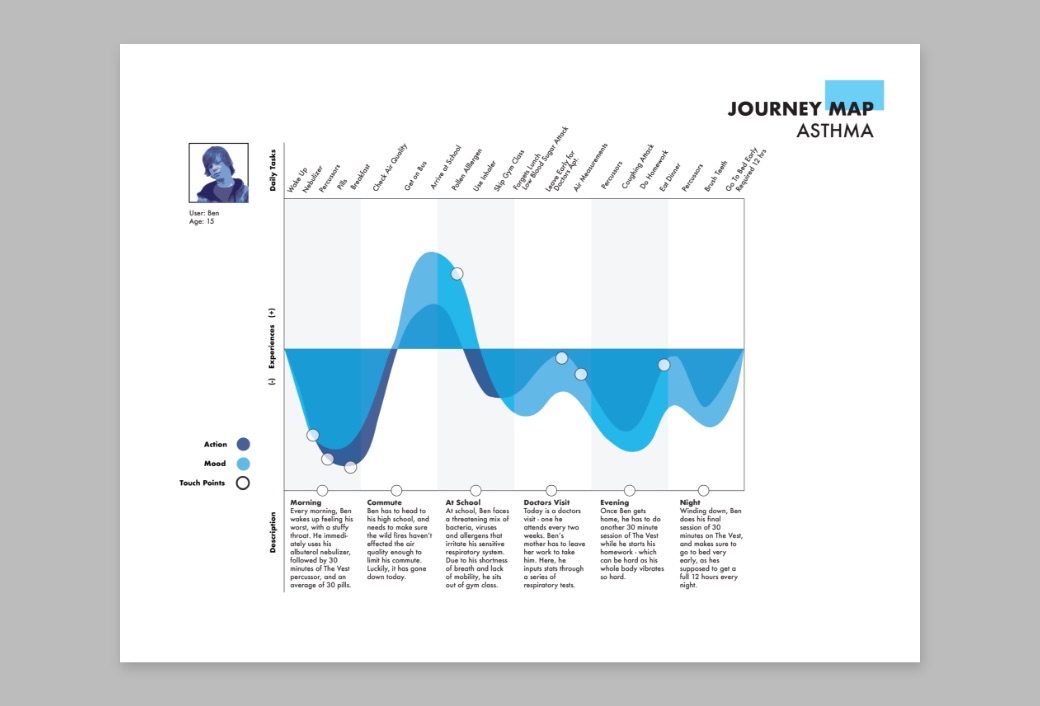 JOURNEY MAP
ASTHMA
User: Ben
Age: 15
Daily Tasks
Wake Up
Nebulizer
Percussors
Pills
Breakfast
Check Air Quality
Get on Bus
Arrive at School
Pollen Alllergen
Use Inhaler
Skip Gym Class
Forgets Lunch
Low Blood Sugar Attack
Leave Early for
Doctors Apt.
Air Measurements
Percussors
Coughing Attack
Do Homework
Eat Dinner
Percussors
Brush Teeth
Go To Bed Early
Required 12 hrs
(-) Experiences (+)
Action
Mood
Touch Points
Description
Morning
Every morning, Ben
wakes up feeling his
worst, with a stuffy
throat. He immedi-
ately uses his
albuterol nebulizer,
followed by 30
minutes of The Vest
percussor, and an
average of 30 pills.
Commute
Ben has to head to
his high school, and
needs to make sure
the wild fires haven't
effected the air
quality enough to
limit his commute.
Luckily, it has gone
down today.
At School
At school, Ben faces
a threatening mix of
bacteria, viruses
and allergens that
irritate his sensitive
respiratory system.
Due to his shortness
of breath and lack
of mobility, he sits
out of gym class.
Doctors Visit
Today is a doctors
visit - one he
attends every two
weeks. Ben's
mother has to leave
her work to take
him. Here, he
inputs stats through
a series of
respiratory tests.
Evening
Once Ben gets
home, he has to do
another 30 minute
session of The Vest
while he starts his
homework - which
can be hard as his
whole body vibrates
so hard.
Night
Winding down, Ben
does his final
session of 30
minutes on The Vest,
and makes sure to
go to bed very
early, as hes
supposed to get a
full 12 hours every
night.